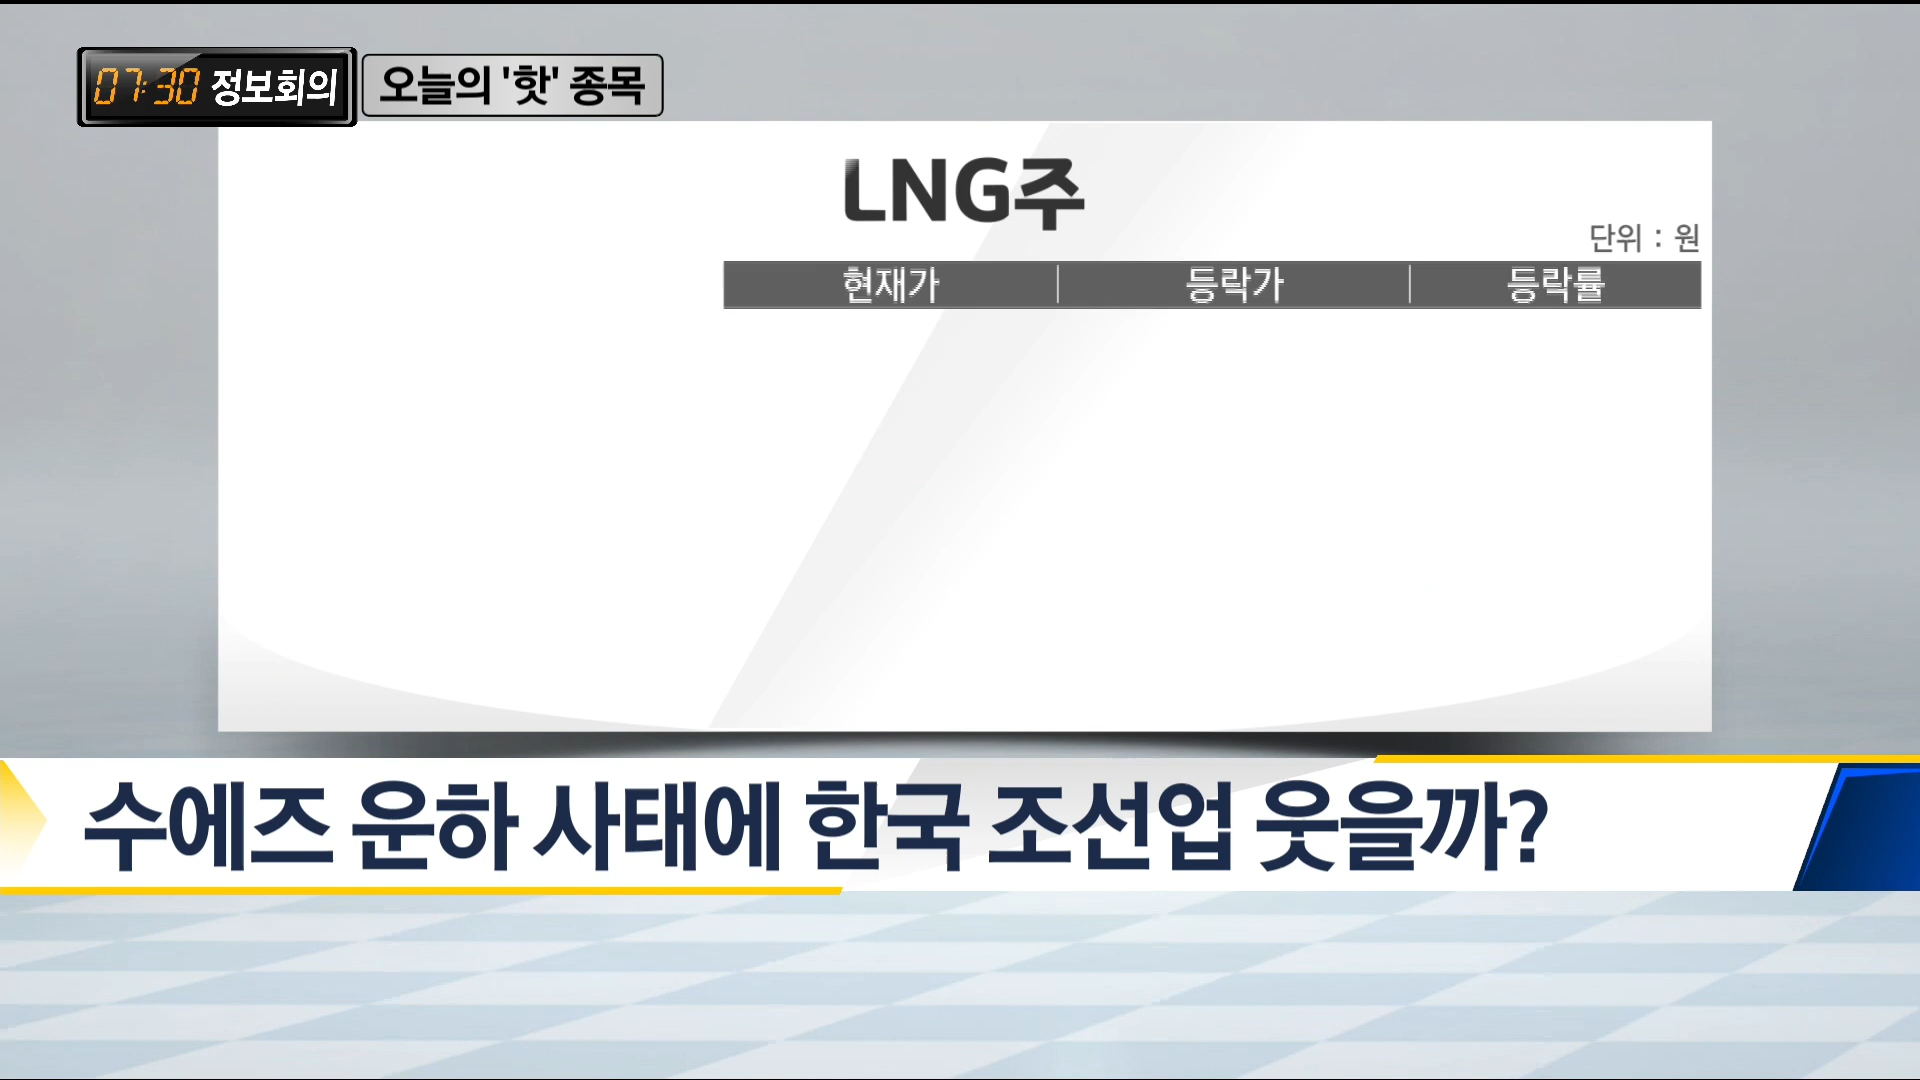 07:30 정보회의
오늘의 '핫' 종목
LNG주
단위 : 원
현재가 등락가 등락률
수에즈 운하 사태에 한국 조선업 웃을까?